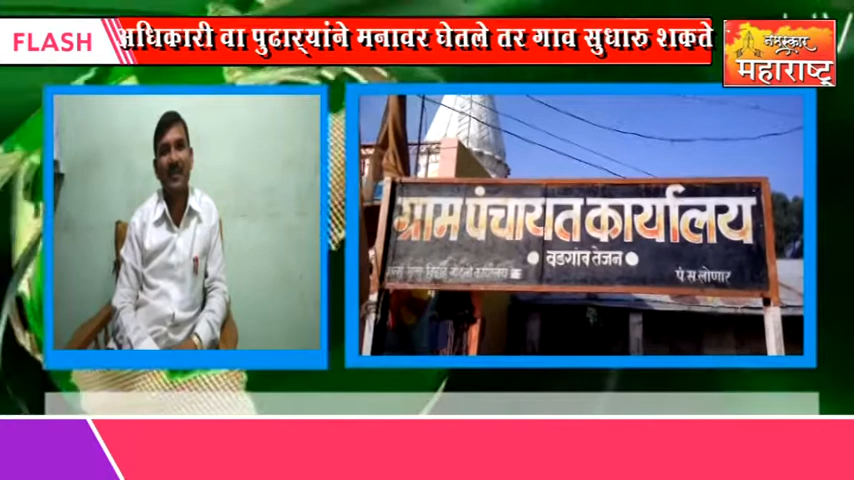 FLASH
अधिकारी वा पुढार्‍यांने मनावर घेतले तर गाव सुधारु शकते
नमस्कार
महाराष्ट्र
ग्राम पंचायत कार्यालय
• वडगांव तेजन •
पं स लोणार